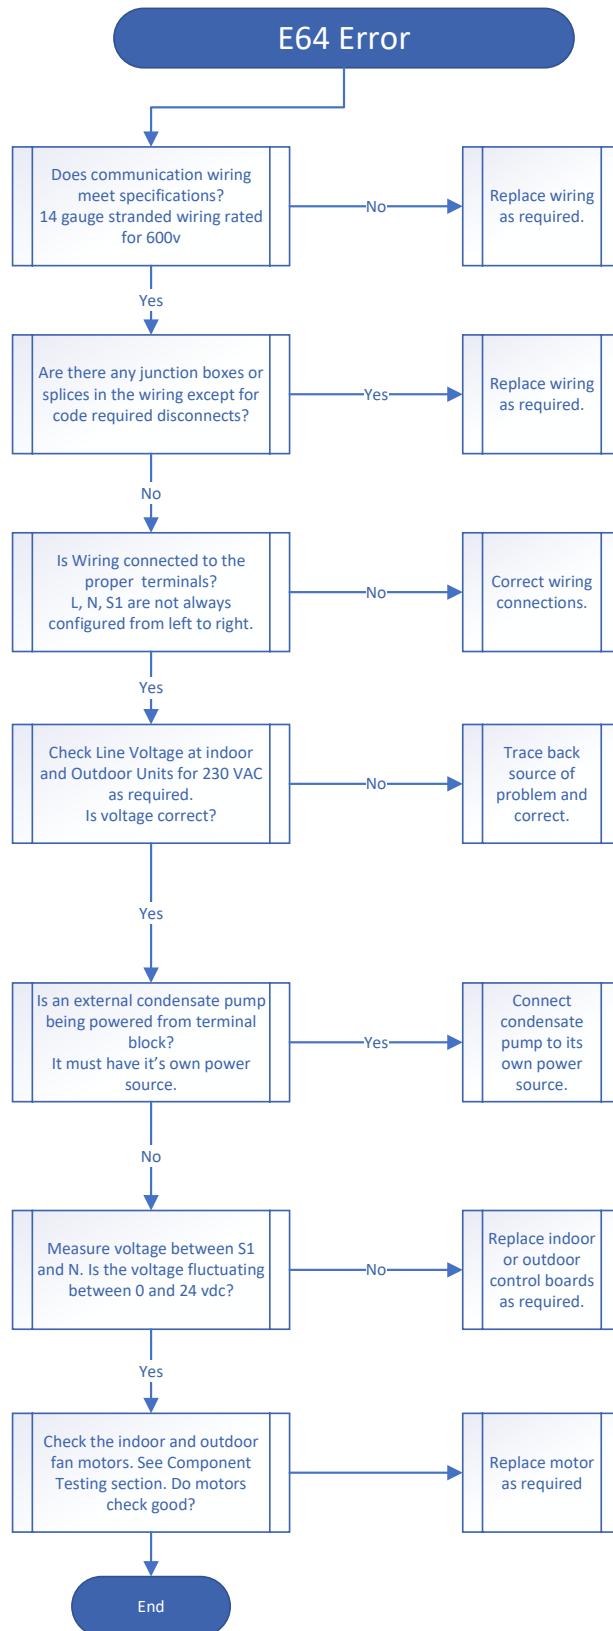 E64 Error
Does communication wiring
meet specifications?
14 gauge stranded wiring rated
for 600v
No
Replace wiring
as required.
Yes
Are there any junction boxes or
splices in the wiring except for
code required disconnects?
Yes
Replace wiring
as required.
No
Is Wiring connected to the
proper terminals?
L, N, S1 are not always
configured from left to right.
No
Correct wiring
connections.
Yes
Check Line Voltage at indoor
and Outdoor Units for 230 VAC
as required.
Is voltage correct?
No
Trace back
source of
problem and
correct.
Yes
Is an external condensate pump
being powered from terminal
block?
It must have it's own power
source.
Yes
Connect
condensate
pump to its
own power
source.
No
Measure voltage between S1
and N. Is the voltage fluctuating
between 0 and 24 vdc?
No
Replace indoor
or outdoor
control boards
as required.
Yes
Check the indoor and outdoor
fan motors. See Component
Testing section. Do motors
check good?
Replace motor
as required
End